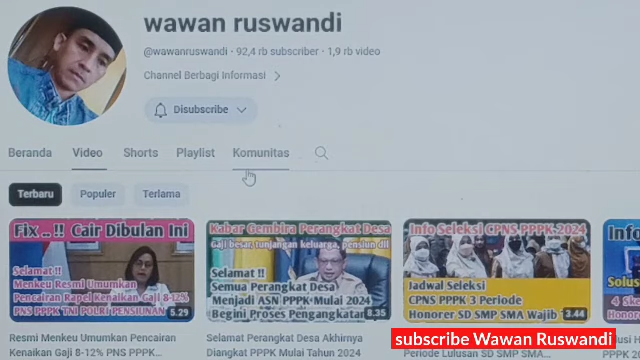 wawan ruswandi
@wawanruswandi • 92,4 rb subscriber • 1,9 rb video
Channel Berbagi Informasi
Disubscribe
Beranda Video Shorts Playlist Komunitas
Terbaru Populer Terlama
Fix .. !! Cair Dibulan Ini
Selamat !!
Menkeu Resmi Umumkan
Pencairan Rapel Kenaikan Gaji 8-12%
PNS PPPK TNI POLRI PENSIUNAN
5.29
Resmi Menkeu Umumkan Pencairan
Kenaikan Gaji 8-12% PNS PPPK...
Kabar Gembira Perangkat Desa
Gaji besar, tunjangan keluarga, pensiun dll
Selamat !!
Semua Perangkat Desa
Menjadi ASN PPPK Mulai 2024
Begini Proses Pengangkatan
8.35
Selamat Perangkat Desa Akhirnya
Diangkat PPPK Mulai Tahun 2024
Info Seleksi CPNS PPPK 2024
Jadwal Seleksi
CPNS PPPK 3 Periode
Honorer SD SMP SMA Wajib
3.44
Periode Lulusan SD SMP SMA...
Info
Solus
4 Ska
Honor
usi H
PPPK 20
subscribe Wawan Ruswandi